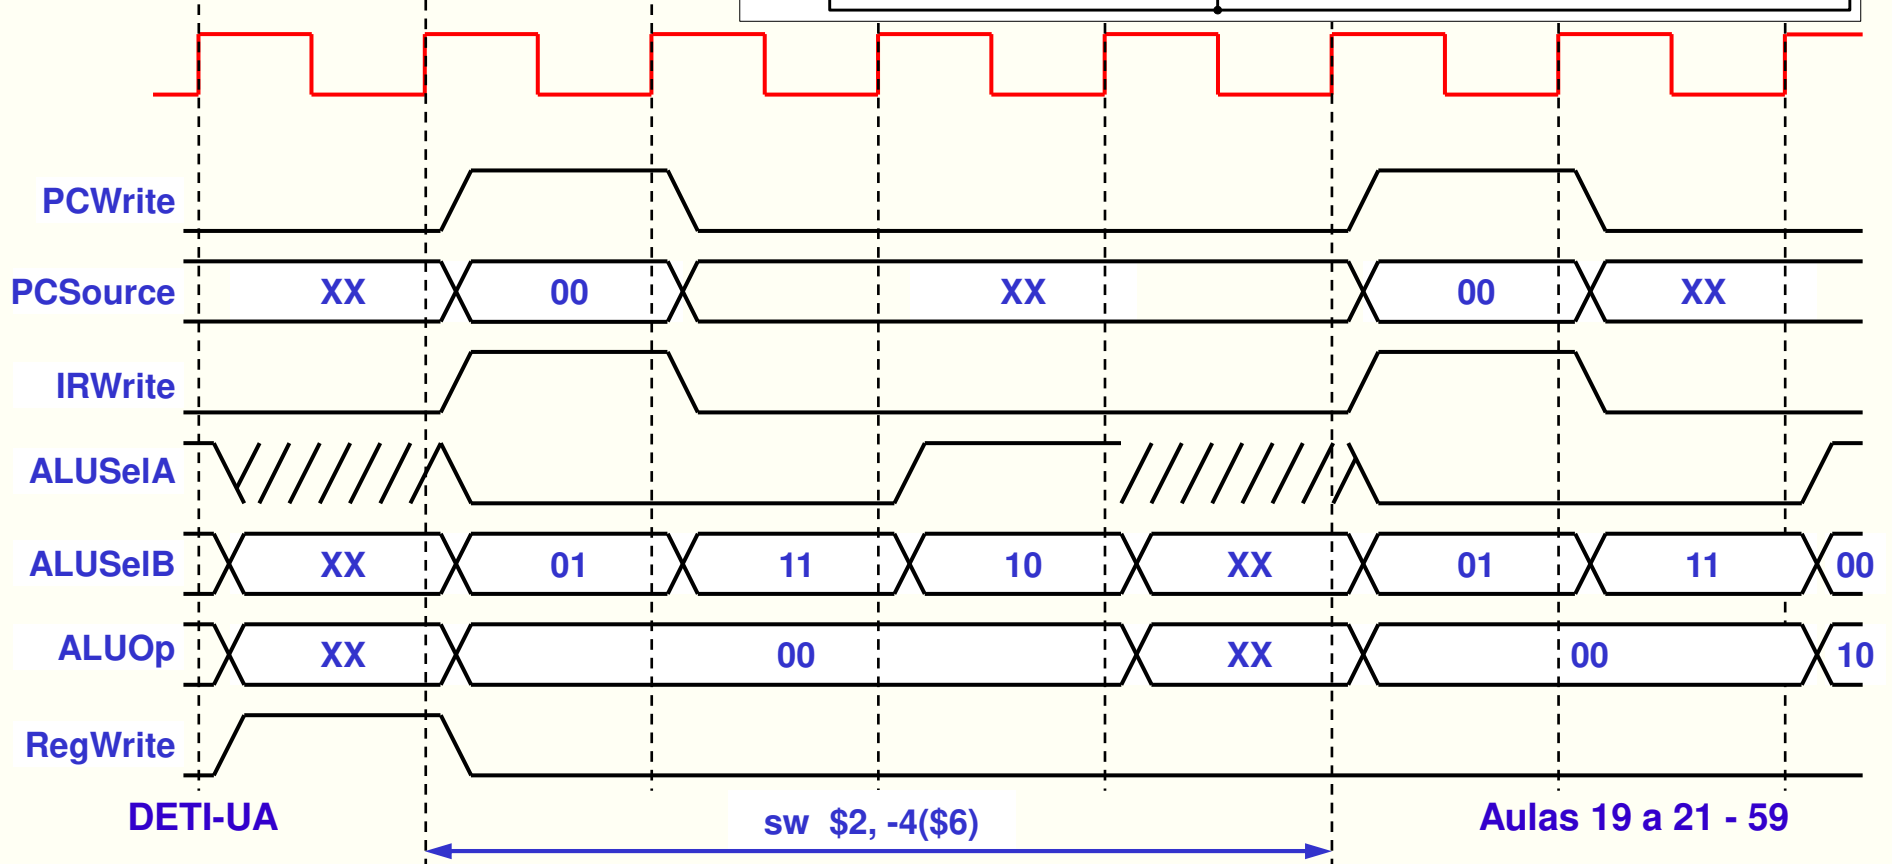 PCWrite
PCSource XX 00 XX 00 XX
IRWrite
ALUSelA
ALUSelB XX 01 11 10 XX 01 11 00
ALUOp XX 00 XX 00 10
RegWrite
DETI-UA sw $2, -4($6) Aulas 19 a 21 - 59